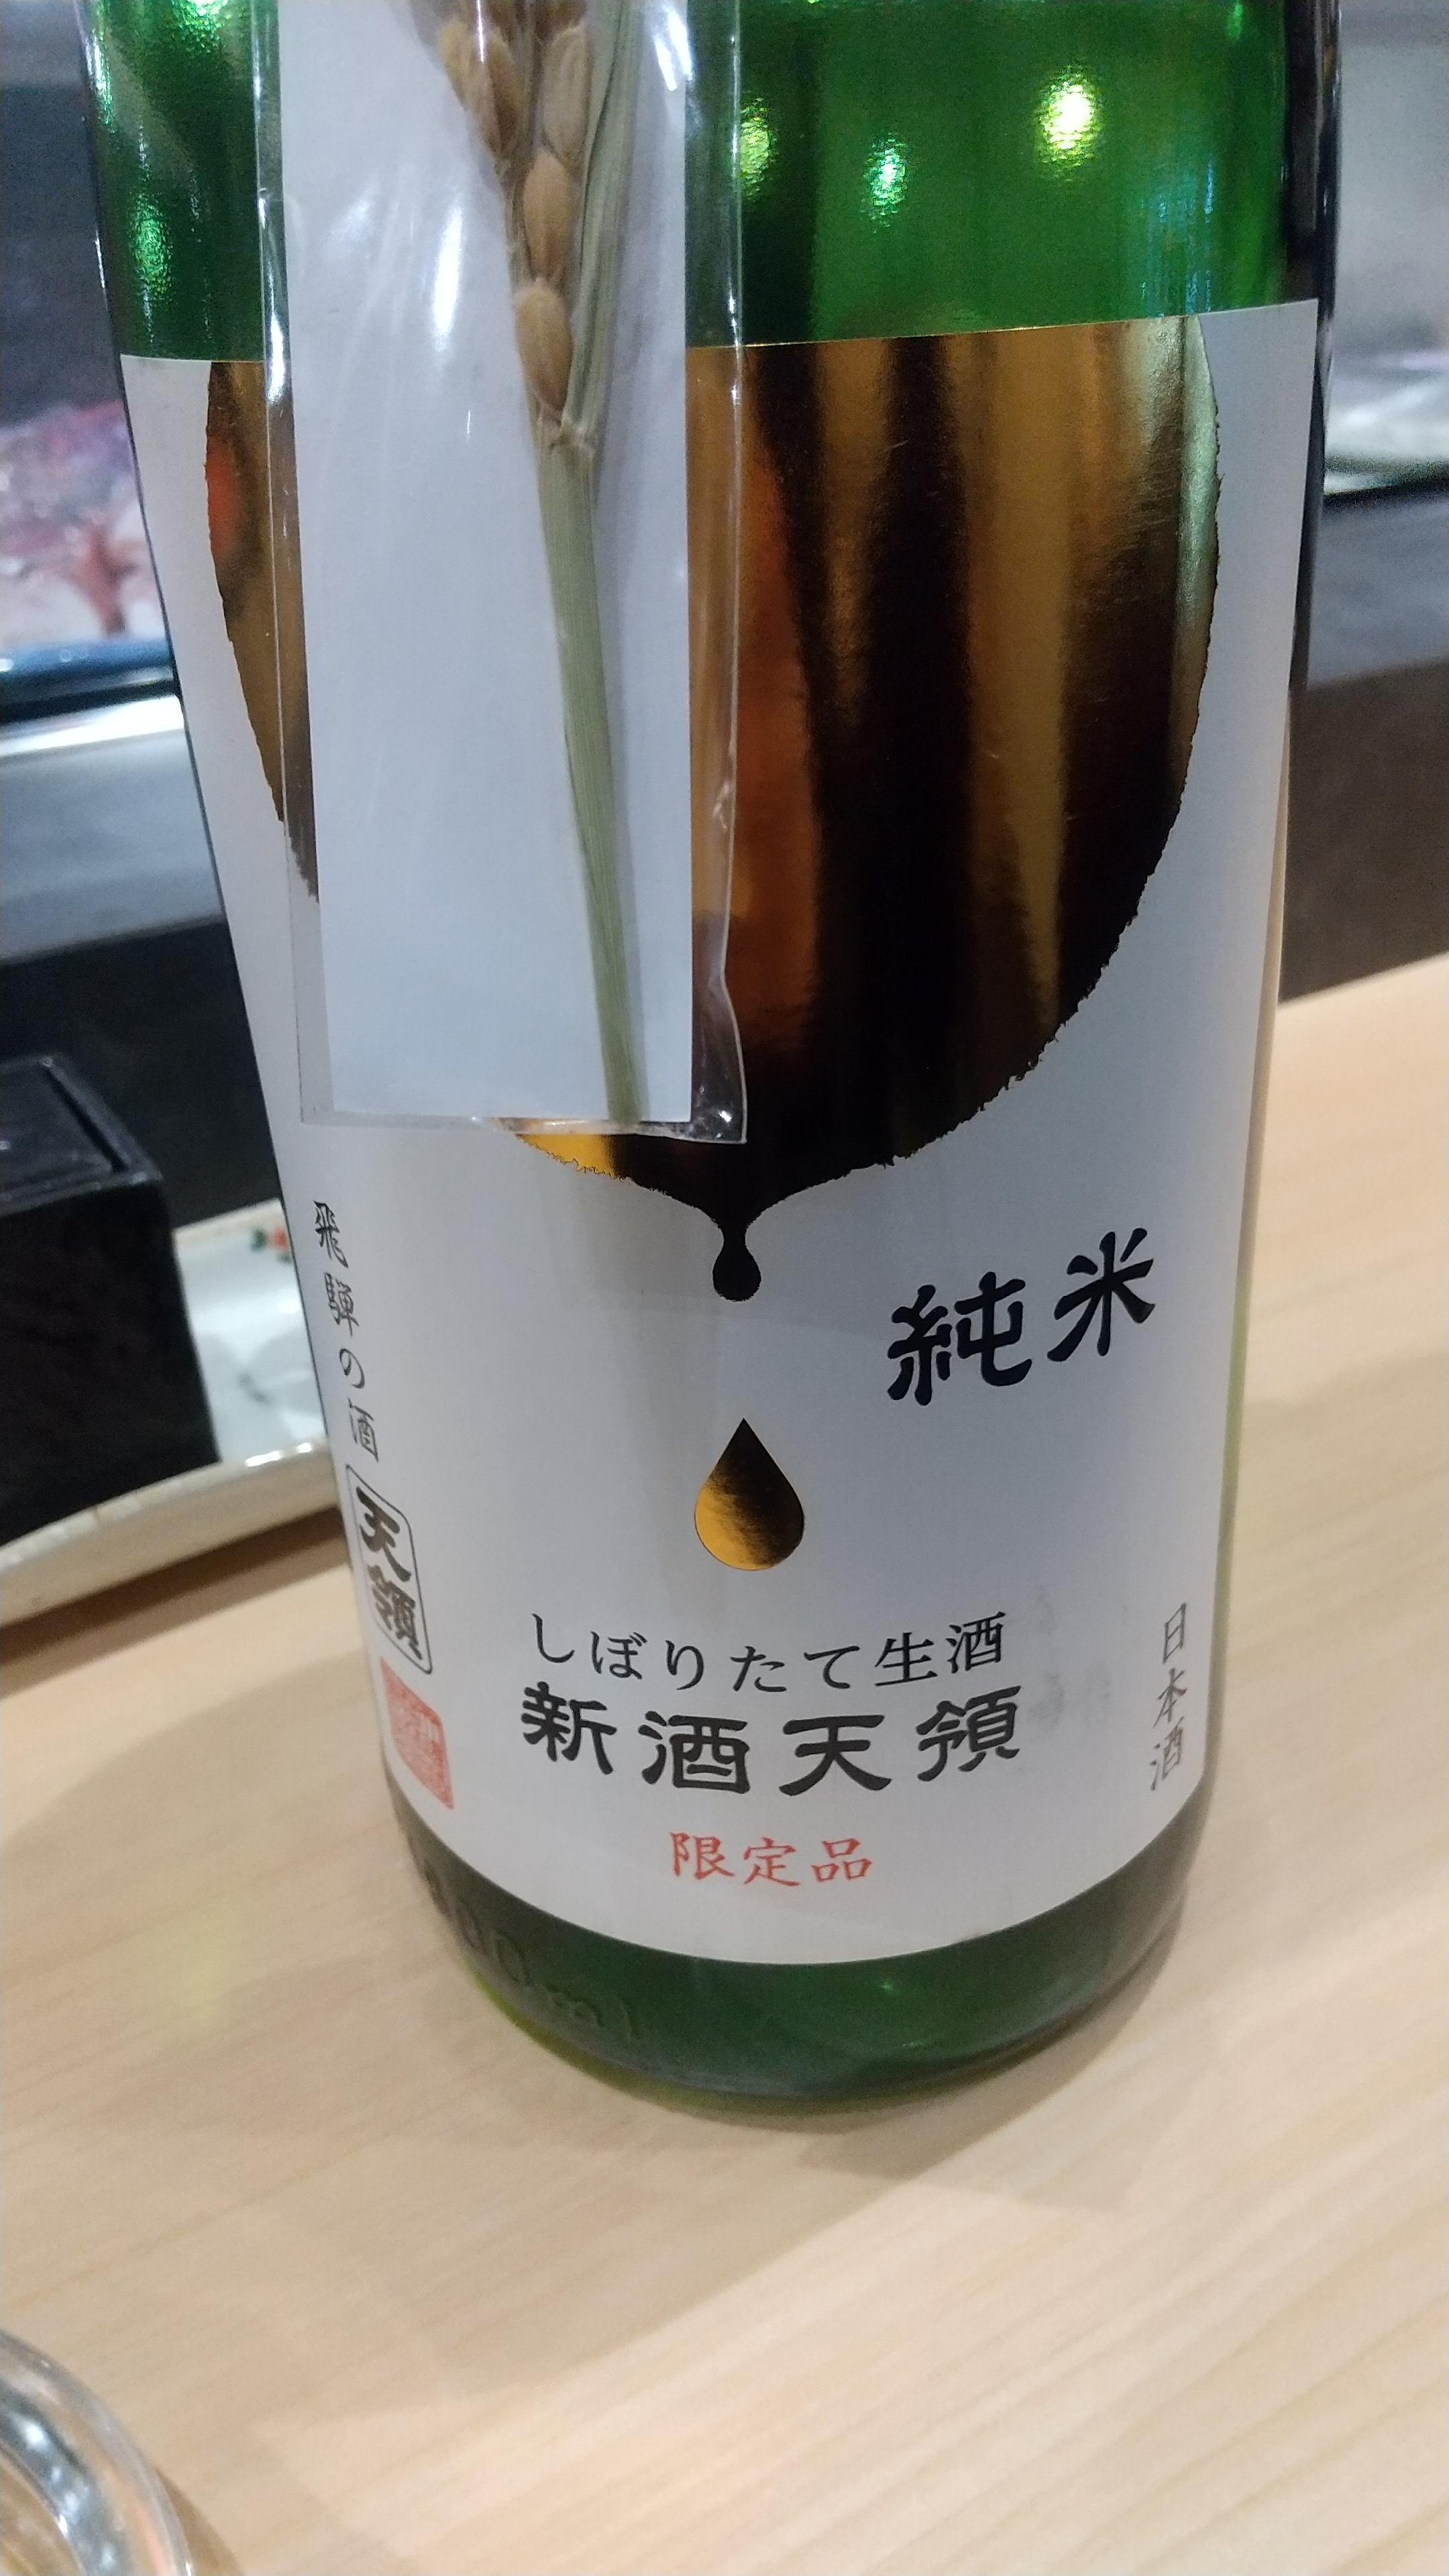 純米
しぼりたて生酒
新酒天領
限定品
日本酒
飛騨の酒
天領